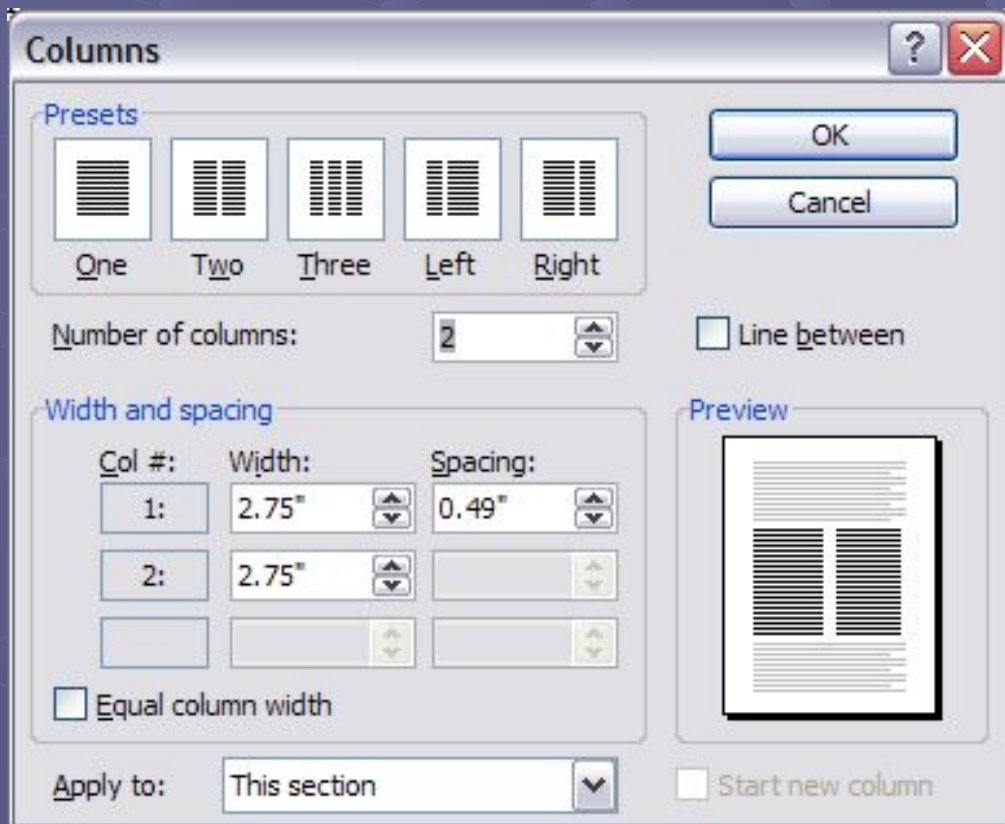 Columns
Presets
OK
Cancel
One Two Three Left Right
Number of columns: 2
Line between
Width and spacing
Preview
Col #: Width: Spacing:
1: 2.75" 0.49"
2: 2.75"
Equal column width
Apply to: This section
Start new column